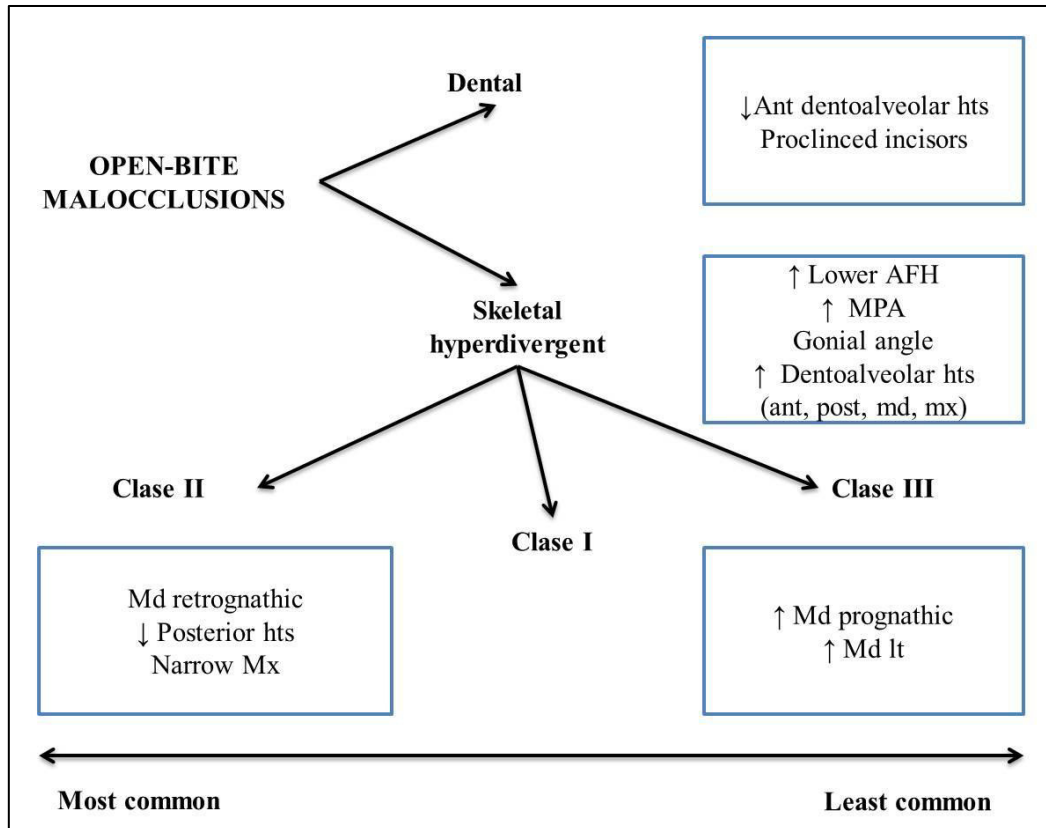 Dental
OPEN-BITE
MALOCCLUSIONS
↓Ant dentoalveolar hts
Proclinced incisors
Skeletal
hyperdivergent
↑ Lower AFH
↑ MPA
Gonial angle
↑ Dentoalveolar hts
(ant, post, md, mx)
Clase II
Clase I
Clase III
Md retrognathic
↓ Posterior hts
Narrow Mx
↑ Md prognathic
↑ Md lt
Most common
Least common